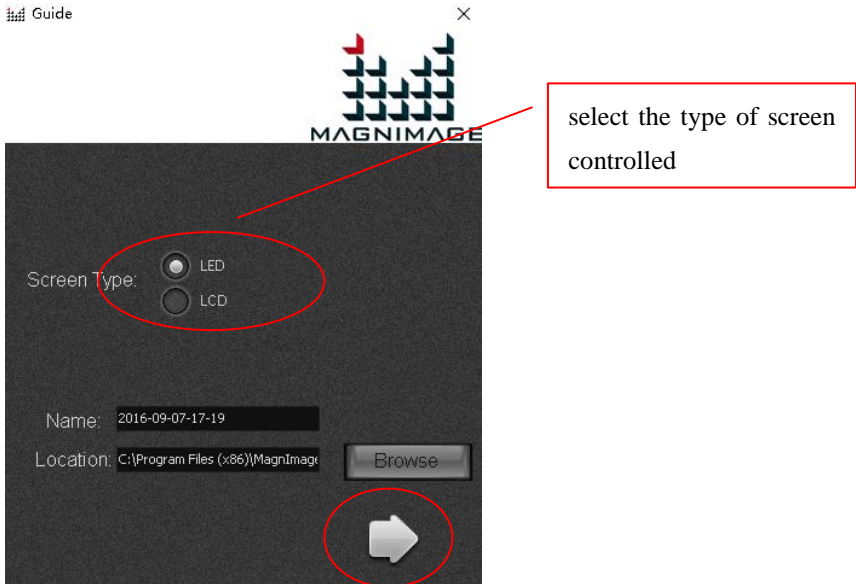 Guide
MAGNIMAGE
select the type of screen
controlled
Screen Type:
LED
LCD
Name: 2016-09-07-17-19
Location: C:\Program Files (x86)\MagnImage
Browse